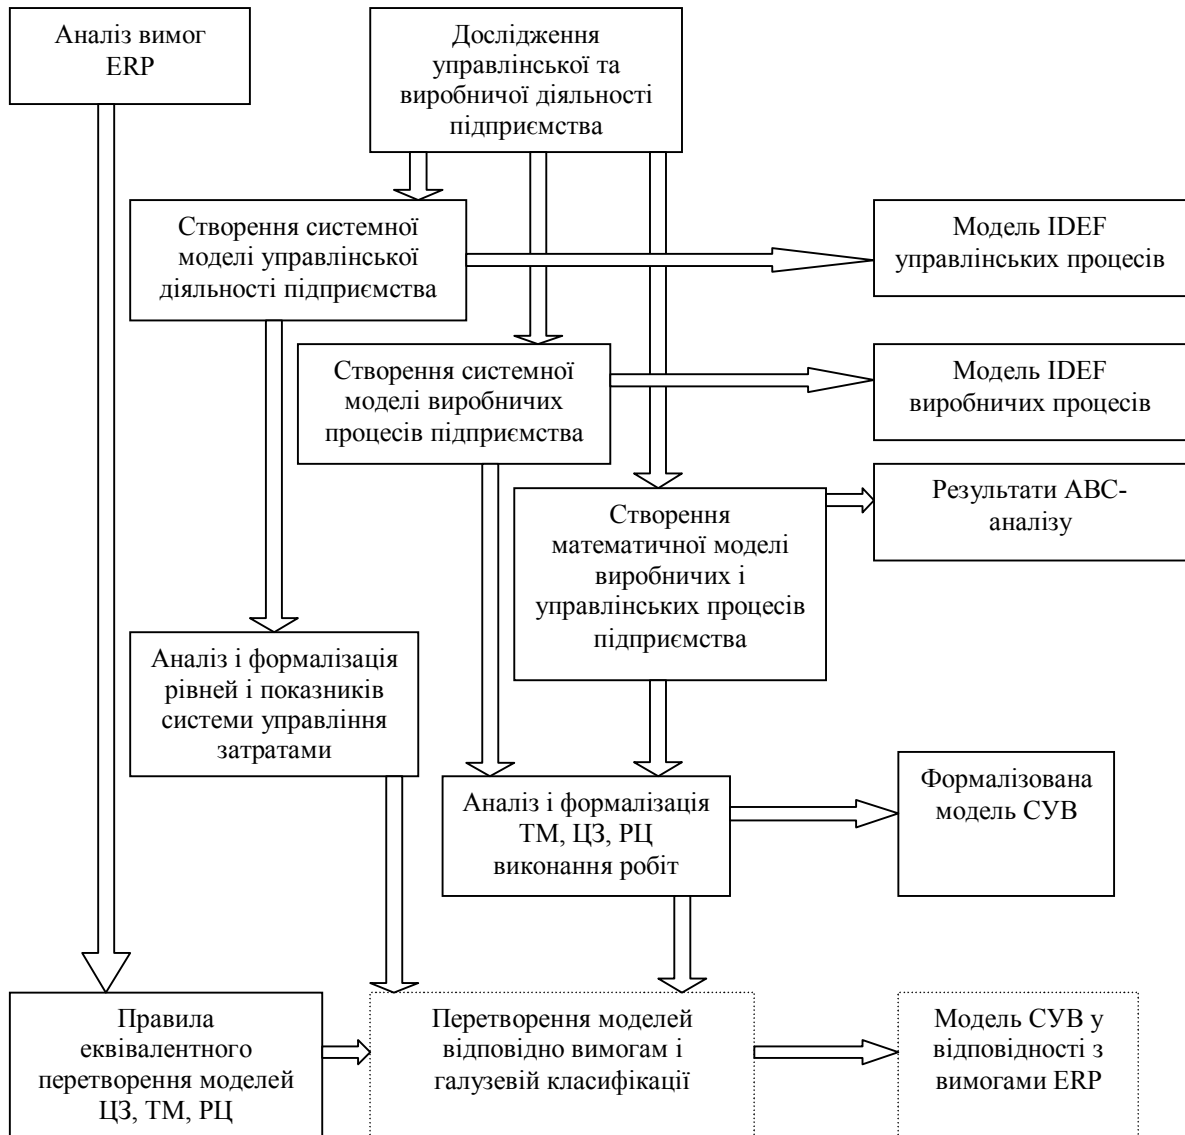 Аналіз вимог
ERP
Дослідження
управлінської та
виробничої діяльності
підприємства
Створення системної
моделі управлінської
діяльності підприємства
Модель IDEF
управлінських процесів
Створення системної
моделі виробничих
процесів підприємства
Модель IDEF
виробничих процесів
Результати АВС-
аналізу
Створення
математичної моделі
виробничих і
управлінських процесів
підприємства
Аналіз і формалізація
рівней і показників
системи управління
затратами
Аналіз і формалізація
ТМ, ЦЗ, РЦ
виконання робіт
Формалізована
модель СУВ
Правила
еквівалентного
перетворення моделей
ЦЗ, ТМ, РЦ
Перетворення моделей
відповідно вимогам і
галузевій класифікації
Модель СУВ у
відповідності з
вимогами ERP